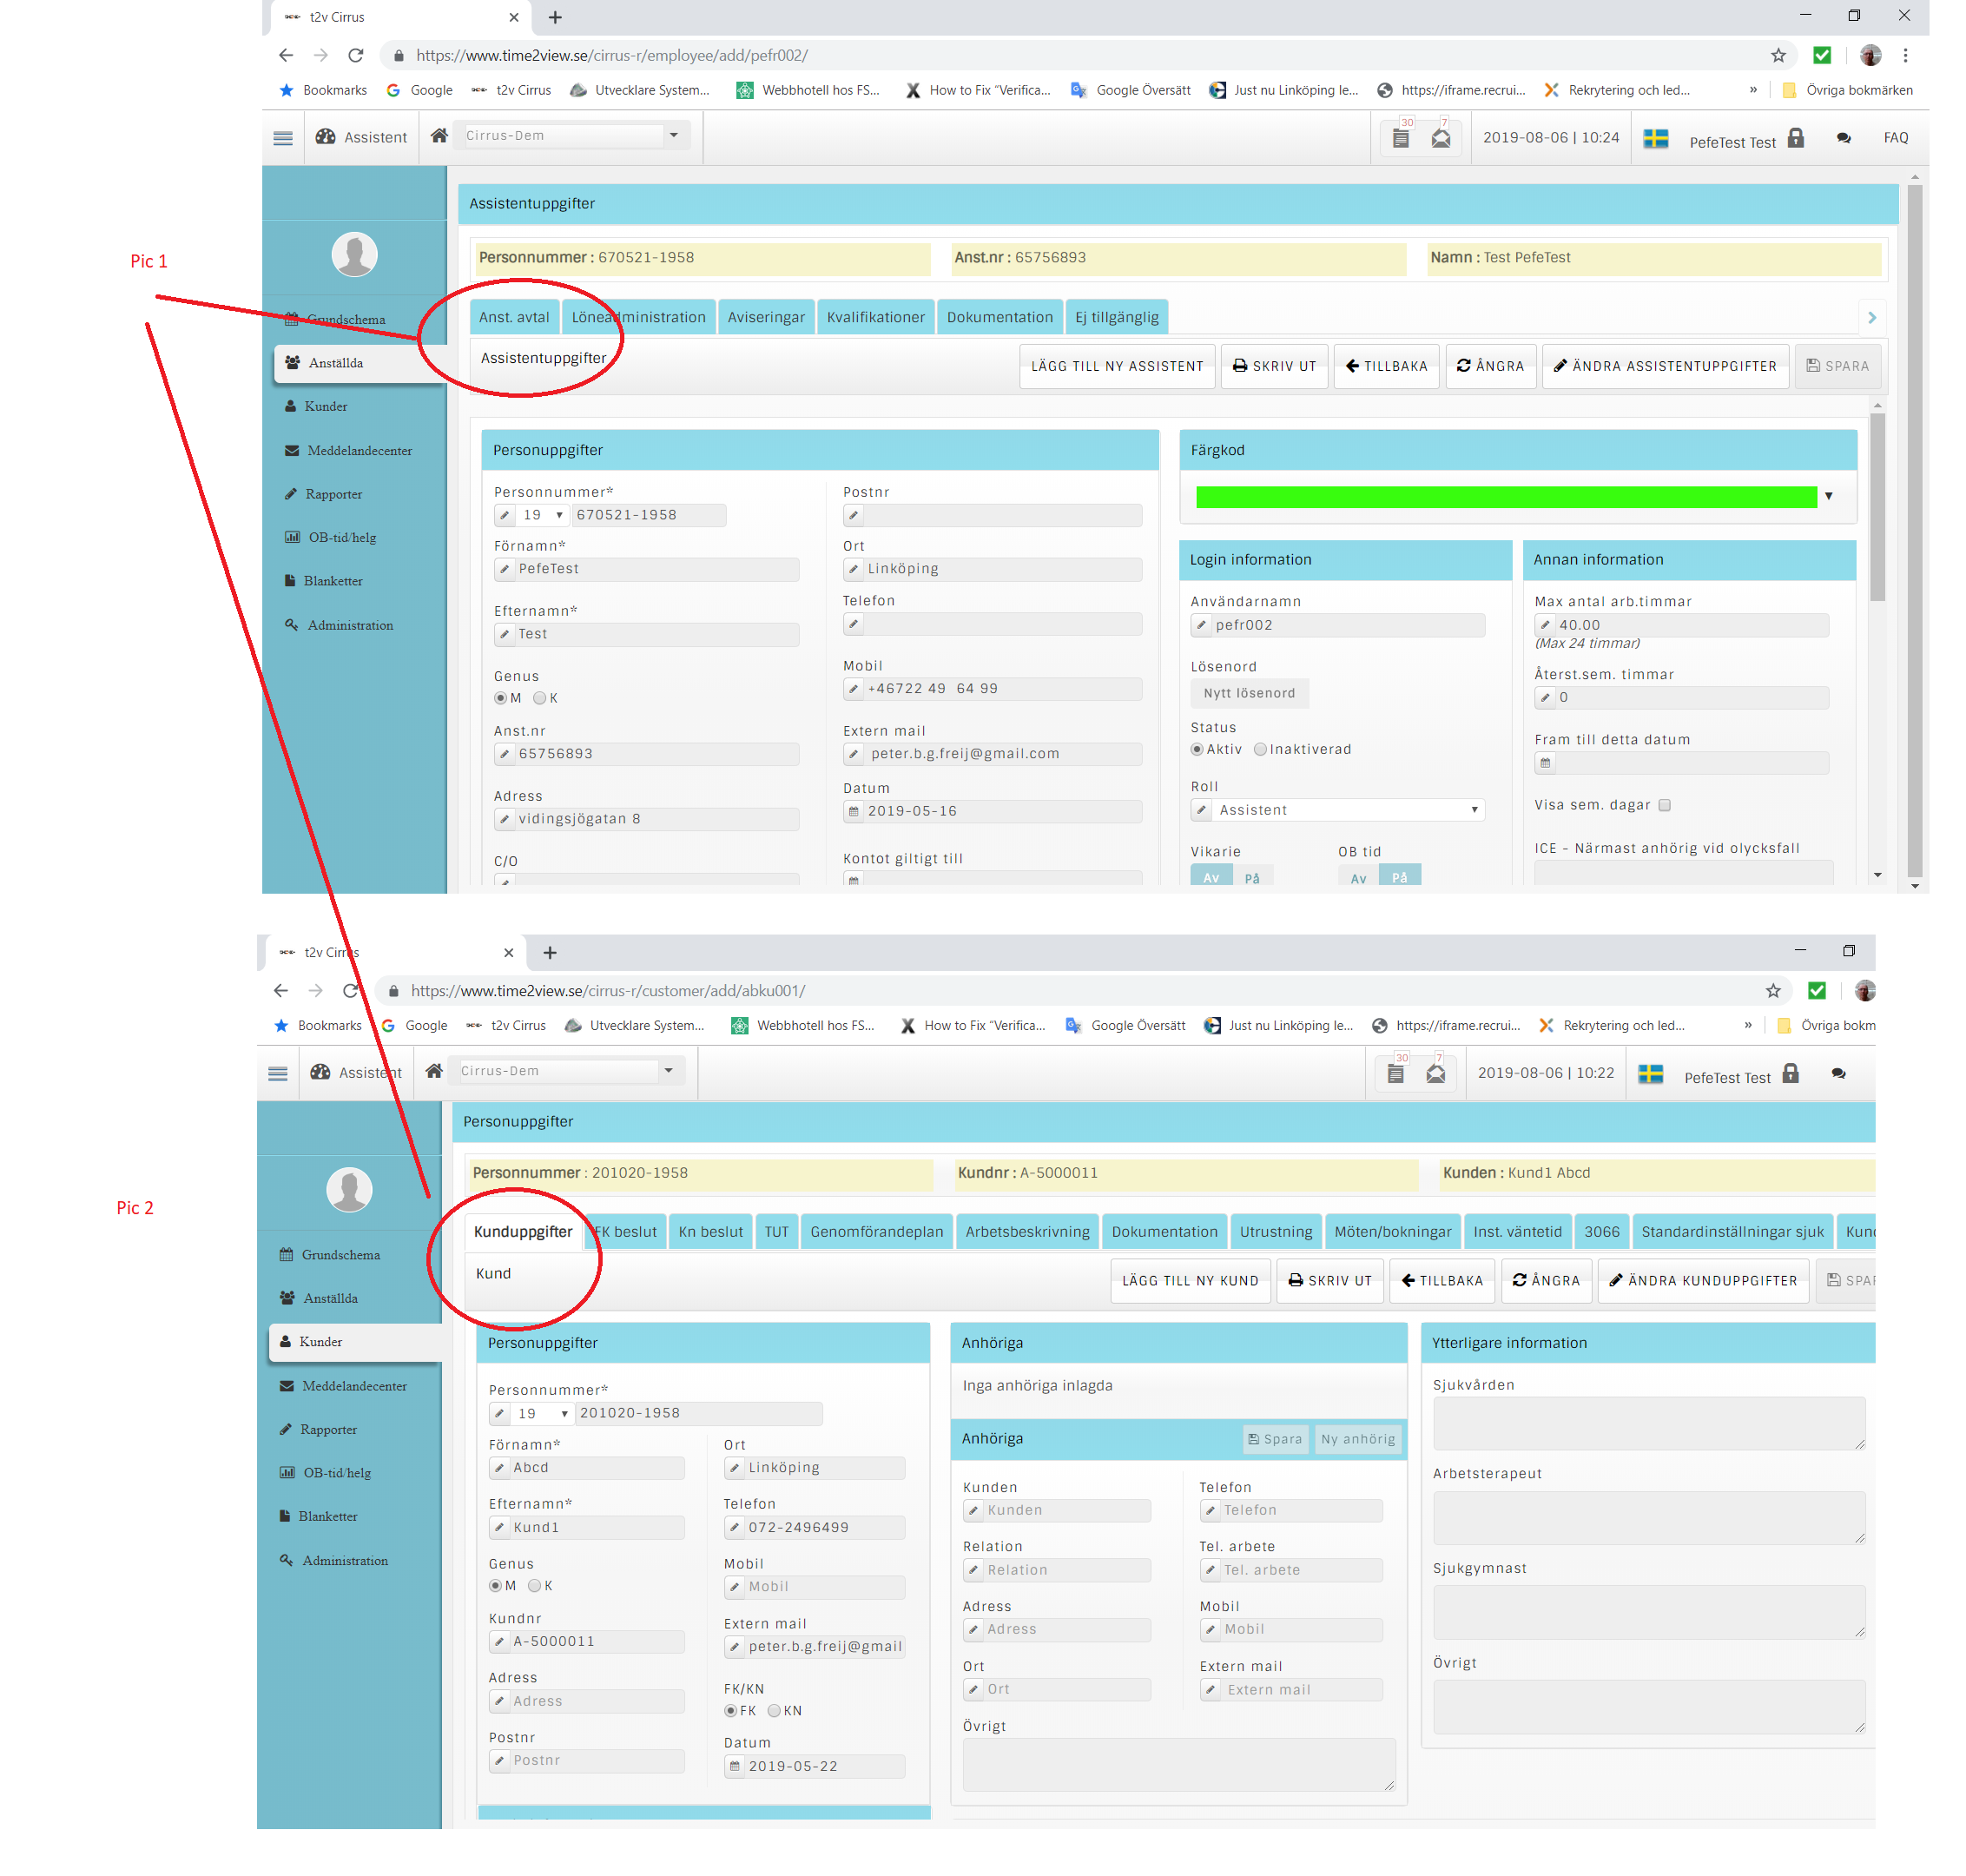 t2v Cirrus
https://www.time2view.se/cirrus-r/employee/add/pefr002/
Bookmarks Google t2v Cirrus Utvecklare System... Webbhotell hos FS... How to Fix "Verifica... Google Översätt Just nu Linköping le... https://iframe.recrui... Rekrytering och led... » Övriga bokmärken
Assistent Cirrus-Dem 30 7 2019-08-06 | 10:24 PefeTest Test FAQ
Assistentuppgifter
Pic 1
Personnummer : 670521-1958 Anst.nr : 65756893 Namn : Test PefeTest
Anst. avtal Löneadministration Aviseringar Kvalifikationer Dokumentation Ej tillgänglig
Assistentuppgifter LÄGG TILL NY ASSISTENT SKRIV UT TILLBAKA ÅNGRA ÄNDRA ASSISTENTUPPGIFTER SPARA
Grundschema
Anställda
Kunder
Meddelandecenter
Rapporter
OB-tid/helg
Blanketter
Administration
Personuppgifter
Personnummer*
19 670521-1958
Förnamn*
PefeTest
Efternamn*
Test
Genus
M K
Anst.nr
65756893
Adress
vidingsjögatan 8
C/O
Postnr
Ort
Linköping
Telefon
Mobil
+46722 49 64 99
Extern mail
peter.b.g.freij@gmail.com
Datum
2019-05-16
Kontot giltigt till
Färgkod
Login information
Användarnamn
pefr002
Lösenord
Nytt lösenord
Status
Aktiv Inaktiverad
Roll
Assistent
Vikarie OB tid
Av På Av På
Annan information
Max antal arb.timmar
40.00
(Max 24 timmar)
Återst.sem. timmar
0
Fram till detta datum
Visa sem. dagar
ICE - Närmast anhörig vid olycksfall
t2v Cirrus
https://www.time2view.se/cirrus-r/customer/add/abku001/
Bookmarks Google t2v Cirrus Utvecklare System... Webbhotell hos FS... How to Fix "Verifica... Google Översätt Just nu Linköping le... https://iframe.recrui... Rekrytering och led... » Övriga bokm
Assistent Cirrus-Dem 30 7 2019-08-06 | 10:22 PefeTest Test
Personuppgifter
Personnummer : 201020-1958 Kundnr : A-5000011 Kunden : Kund1 Abcd
Pic 2
Kunduppgifter FK beslut Kn beslut TUT Genomförandeplan Arbetsbeskrivning Dokumentation Utrustning Möten/bokningar Inst. väntetid 3066 Standardinställningar sjuk Kund
Kund LÄGG TILL NY KUND SKRIV UT TILLBAKA ÅNGRA ÄNDRA KUNDUPPGIFTER SPAR
Grundschema
Anställda
Kunder
Meddelandecenter
Rapporter
OB-tid/helg
Blanketter
Administration
Personuppgifter
Personnummer*
19 201020-1958
Förnamn*
Abcd
Efternamn*
Kund1
Genus
M K
Kundnr
A-5000011
Adress
Adress
Postnr
Postnr
Ort
Linköping
Telefon
072-2496499
Mobil
Mobil
Extern mail
peter.b.g.freij@gmail
FK/KN
FK KN
Datum
2019-05-22
Anhöriga
Inga anhöriga inlagda
Anhöriga Spara Ny anhörig
Kunden
Kunden
Relation
Relation
Adress
Adress
Ort
Ort
Telefon
Telefon
Tel. arbete
Tel. arbete
Mobil
Mobil
Extern mail
Extern mail
Övrigt
Ytterligare information
Sjukvården
Arbetsterapeut
Sjukgymnast
Övrigt